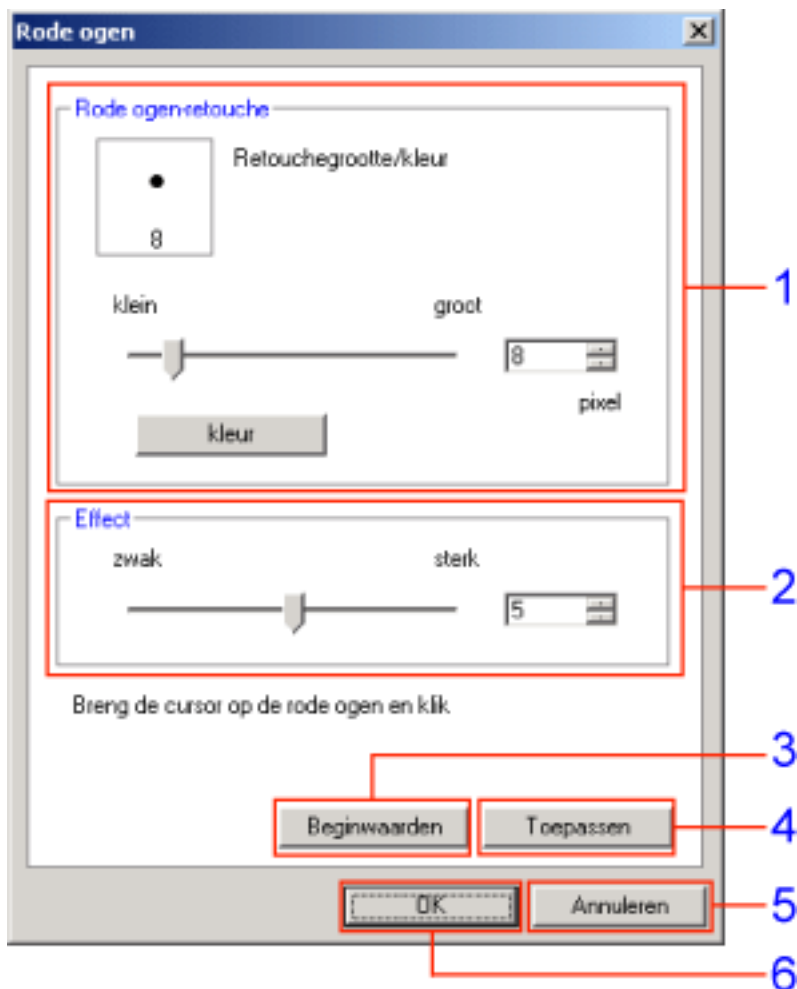 Rode ogen
Rode ogen-retouche
Retouchegrootte/kleur
8
klein groot
8
pixel
kleur
1
Effect
zwak sterk
5
2
Breng de cursor op de rode ogen en klik
3
Beginwaarden Toepassen 4
OK Annuleren 5
6